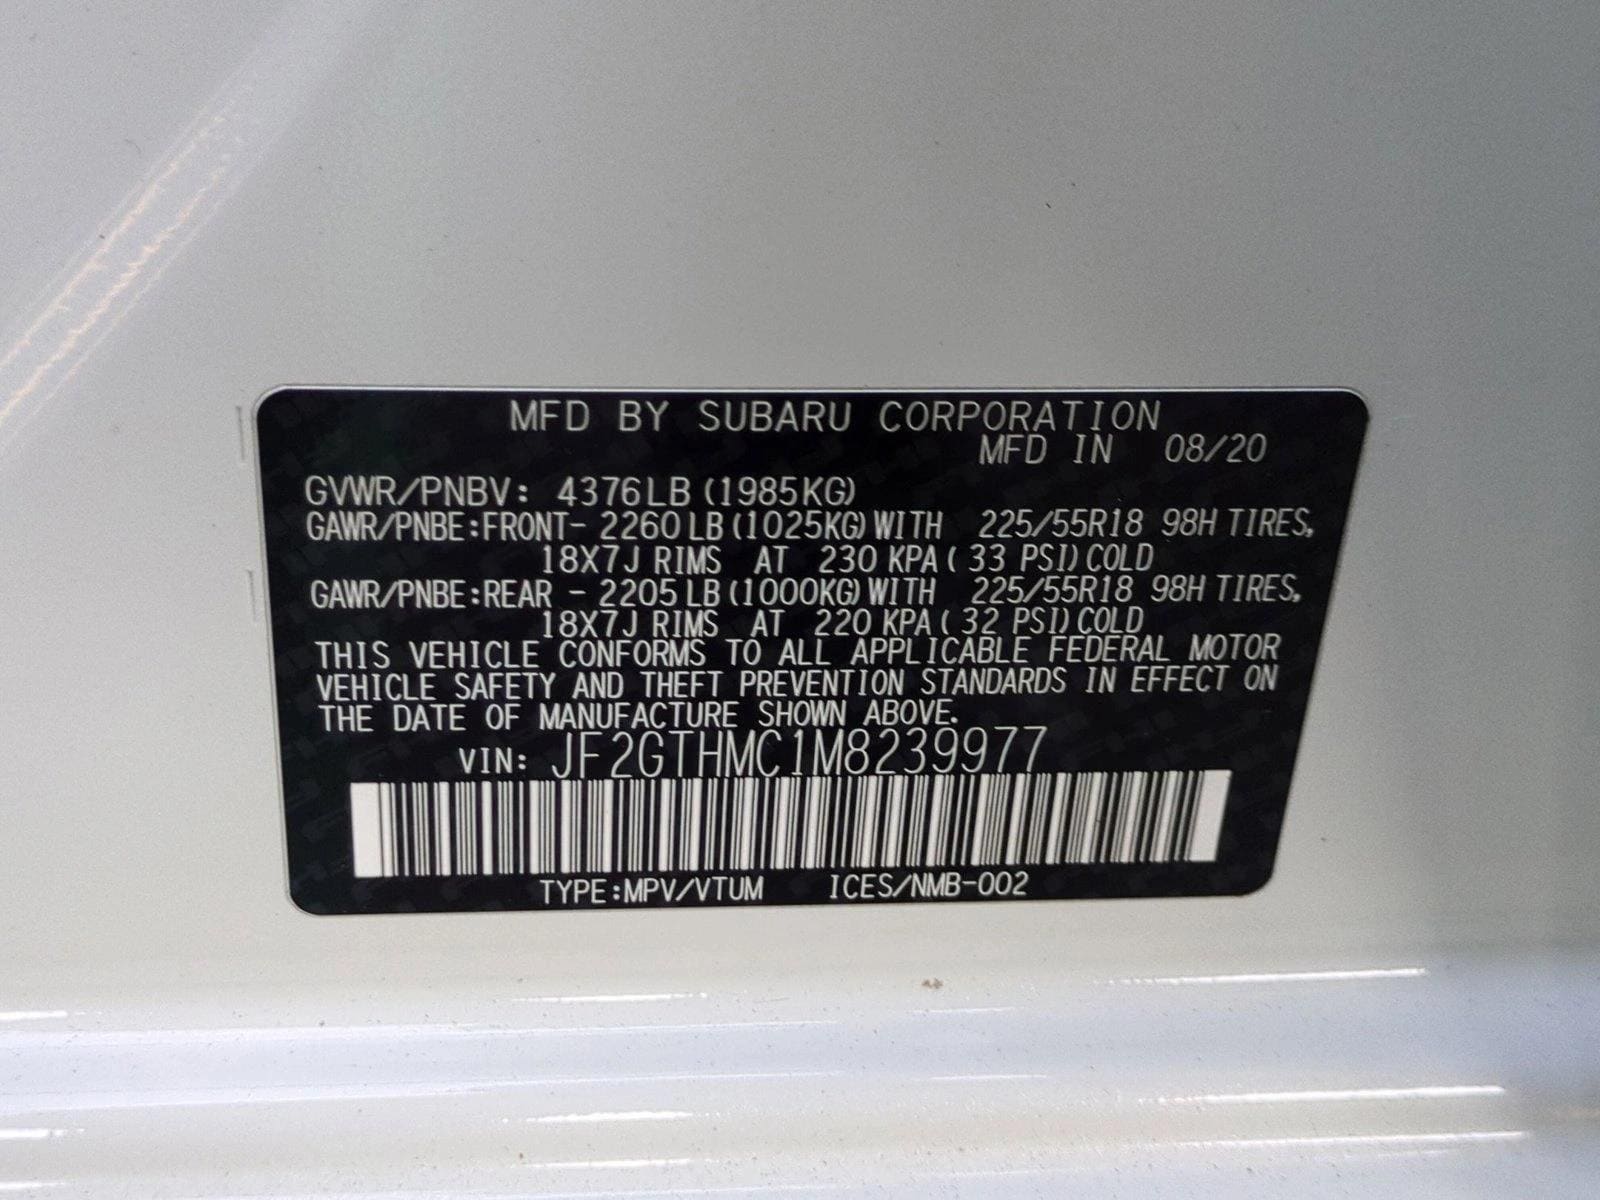 MFD BY SUBARU CORPORATION
MFD IN 08/20
GVWR/PNBV: 4376LB (1985KG)
GAWR/PNBE:FRONT- 2260LB(1025KG)WITH 225/55R18 98H TIRES,
18X7J RIMS AT 230 KPA( 33 PSI)COLD
GAWR/PNBE:REAR - 2205LB(1000KG)WITH 225/55R18 98H TIRES,
18X7J RIMS AT 220 KPA( 32 PSI)COLD
THIS VEHICLE CONFORMS TO ALL APPLICABLE FEDERAL MOTOR
VEHICLE SAFETY AND THEFT PREVENTION STANDARDS IN EFFECT ON
THE DATE OF MANUFACTURE SHOWN ABOVE.
VIN: JF2GTHMC1M8239977
TYPE:MPV/VTUM ICES/NMB-002